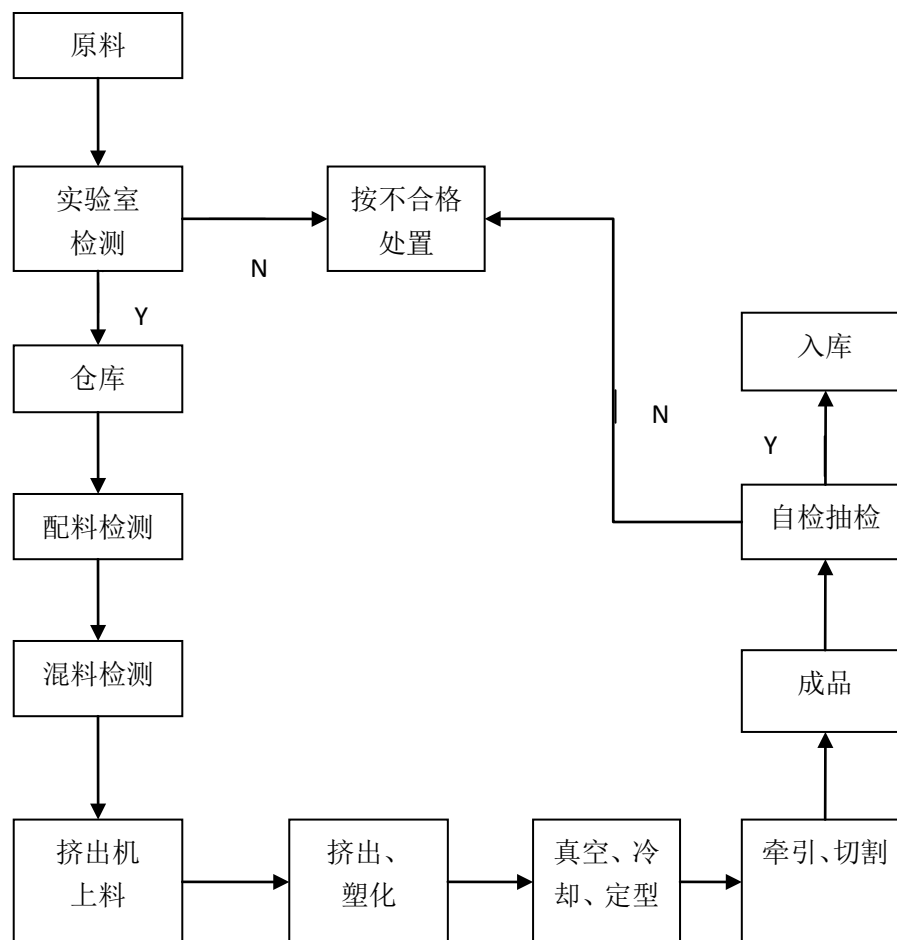 原料
实验室
检测
按不合格
处置
N
Y
仓库
入库
N
Y
配料检测
自检抽检
混料检测
成品
挤出机
上料
挤出、
塑化
真空、冷
却、定型
牵引、切割